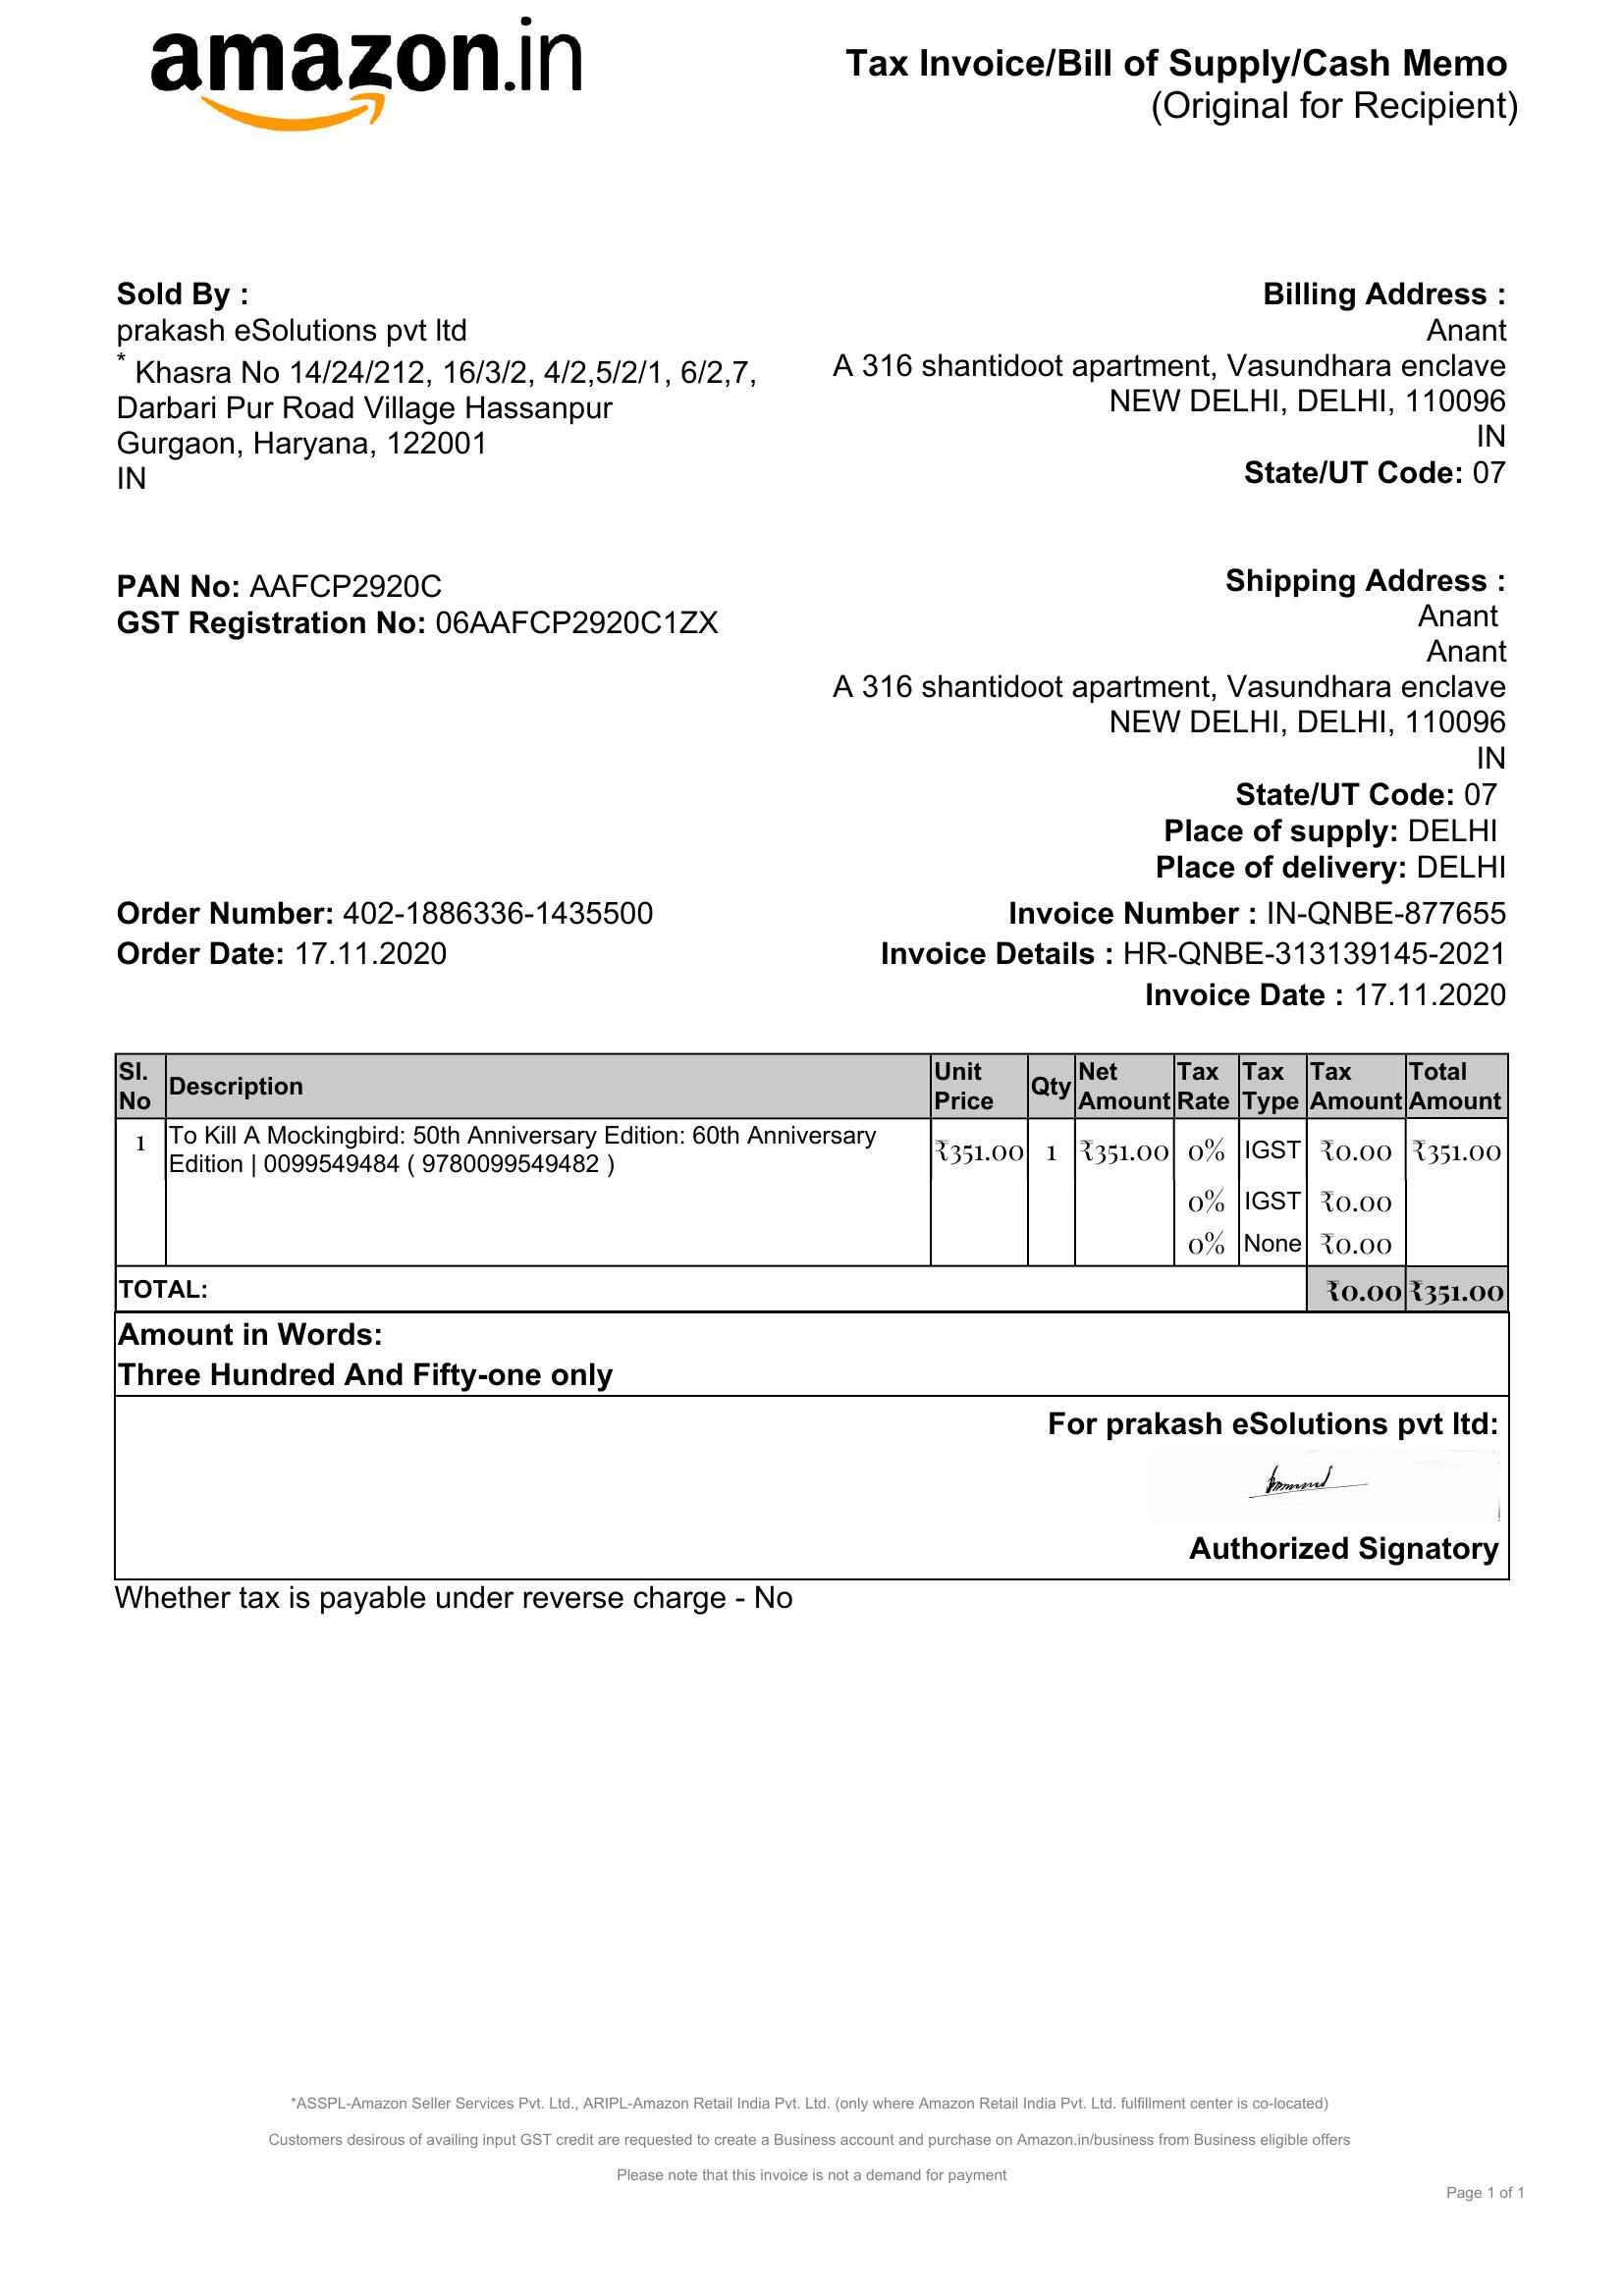 amazon.in
Tax Invoice/Bill of Supply/Cash Memo
(Original for Recipient)
Sold By :
prakash eSolutions pvt ltd
* Khasra No 14/24/212, 16/3/2, 4/2,5/2/1, 6/2,7,
Darbari Pur Road Village Hassanpur
Gurgaon, Haryana, 122001
IN
Billing Address :
Anant
A 316 shantidoot apartment, Vasundhara enclave
NEW DELHI, DELHI, 110096
IN
State/UT Code: 07
PAN No: AAFCP2920C
GST Registration No: 06AAFCP2920C1ZX
Shipping Address :
Anant
Anant
A 316 shantidoot apartment, Vasundhara enclave
NEW DELHI, DELHI, 110096
IN
State/UT Code: 07
Place of supply: DELHI
Place of delivery: DELHI
Order Number: 402-1886336-1435500
Order Date: 17.11.2020
Invoice Number : IN-QNBE-877655
Invoice Details : HR-QNBE-313139145-2021
Invoice Date : 17.11.2020
Sl. No Description Unit Price Qty Net Amount Tax Rate Tax Type Tax Amount Total Amount
1 To Kill A Mockingbird: 50th Anniversary Edition: 60th Anniversary
Edition | 0099549484 ( 9780099549482 ) ₹351.00 1 ₹351.00 0% IGST ₹0.00 ₹351.00
0% IGST ₹0.00
0% None ₹0.00
TOTAL: ₹0.00 ₹351.00
Amount in Words:
Three Hundred And Fifty-one only
For prakash eSolutions pvt ltd:
Authorized Signatory
Whether tax is payable under reverse charge - No
*ASSPL-Amazon Seller Services Pvt. Ltd., ARIPL-Amazon Retail India Pvt. Ltd. (only where Amazon Retail India Pvt. Ltd. fulfillment center is co-located)
Customers desirous of availing input GST credit are requested to create a Business account and purchase on Amazon.in/business from Business eligible offers
Please note that this invoice is not a demand for payment
Page 1 of 1